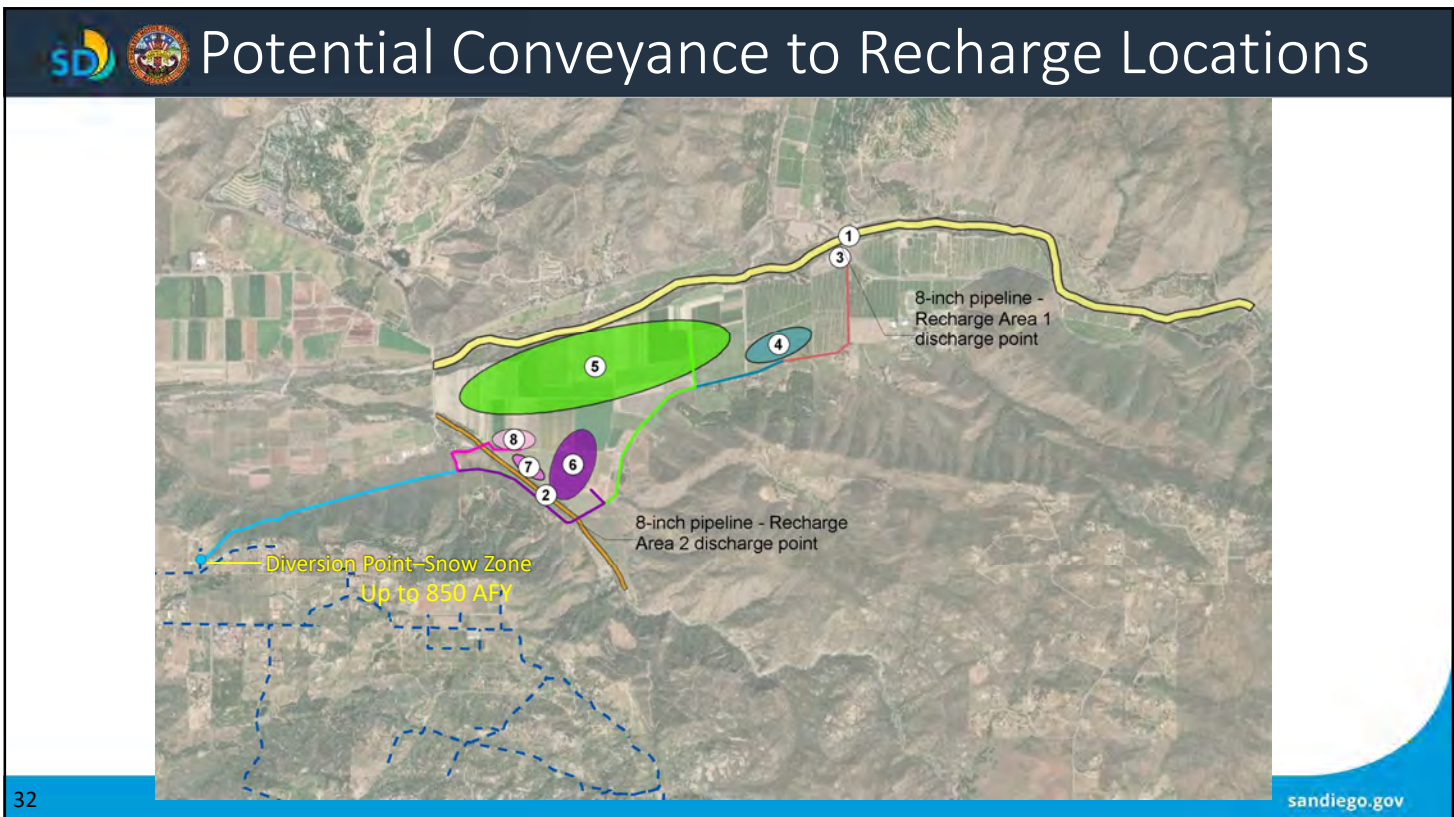 SD
Potential Conveyance to Recharge Locations
1
3
8-inch pipeline -
Recharge Area 1
discharge point
4
5
8
7
6
2
8-inch pipeline - Recharge
Area 2 discharge point
Diversion Point–Snow Zone
Up to 850 AFY
32
sandiego.gov